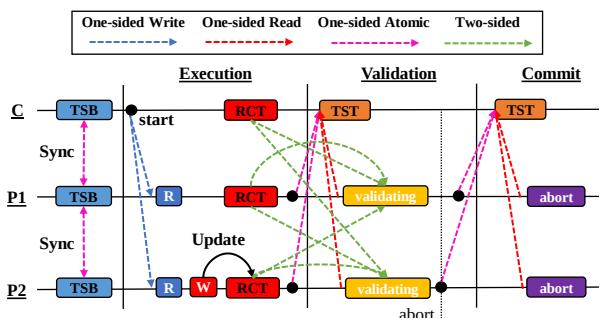 One-sided Write One-sided Read One-sided Atomic Two-sided
Execution Validation Commit
C TSB start RCT TST TST
Sync
P1 TSB R RCT validating abort
Sync
Update
P2 TSB R W RCT validating abort
abort